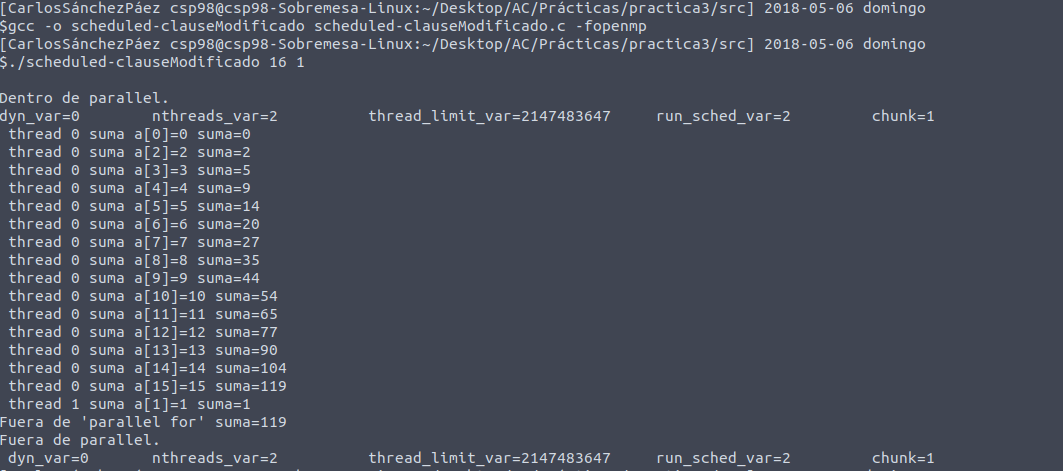 [CarlosSánchezPáez csp98@csp98-Sobremesa-Linux:~/Desktop/AC/Prácticas/practica3/src] 2018-05-06 domingo
$gcc -o scheduled-clauseModificado scheduled-clauseModificado.c -fopenmp
[CarlosSánchezPáez csp98@csp98-Sobremesa-Linux:~/Desktop/AC/Prácticas/practica3/src] 2018-05-06 domingo
$./scheduled-clauseModificado 16 1
Dentro de parallel.
dyn_var=0 nthreads_var=2 thread_limit_var=2147483647 run_sched_var=2 chunk=1
thread 0 suma a[0]=0 suma=0
thread 0 suma a[2]=2 suma=2
thread 0 suma a[3]=3 suma=5
thread 0 suma a[4]=4 suma=9
thread 0 suma a[5]=5 suma=14
thread 0 suma a[6]=6 suma=20
thread 0 suma a[7]=7 suma=27
thread 0 suma a[8]=8 suma=35
thread 0 suma a[9]=9 suma=44
thread 0 suma a[10]=10 suma=54
thread 0 suma a[11]=11 suma=65
thread 0 suma a[12]=12 suma=77
thread 0 suma a[13]=13 suma=90
thread 0 suma a[14]=14 suma=104
thread 0 suma a[15]=15 suma=119
thread 1 suma a[1]=1 suma=1
Fuera de 'parallel for' suma=119
Fuera de parallel.
dyn_var=0 nthreads_var=2 thread_limit_var=2147483647 run_sched_var=2 chunk=1